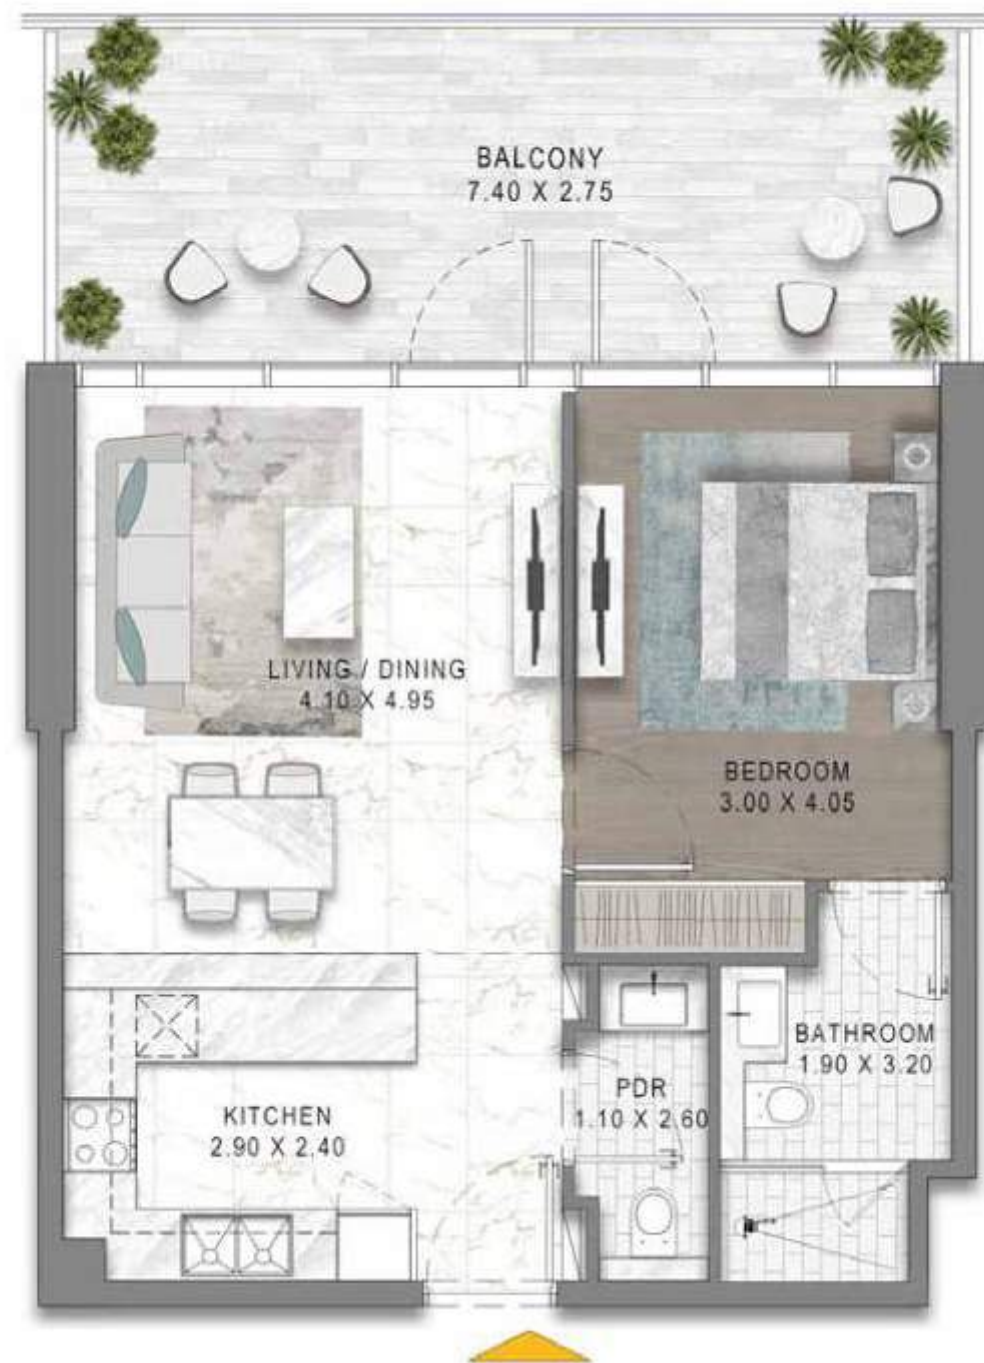 BALCONY
7.40 X 2.75
LIVING / DINING
4.10 X 4.95
BEDROOM
3.00 X 4.05
BATHROOM
1.90 X 3.20
PDR
1.10 X 2.60
KITCHEN
2.90 X 2.40